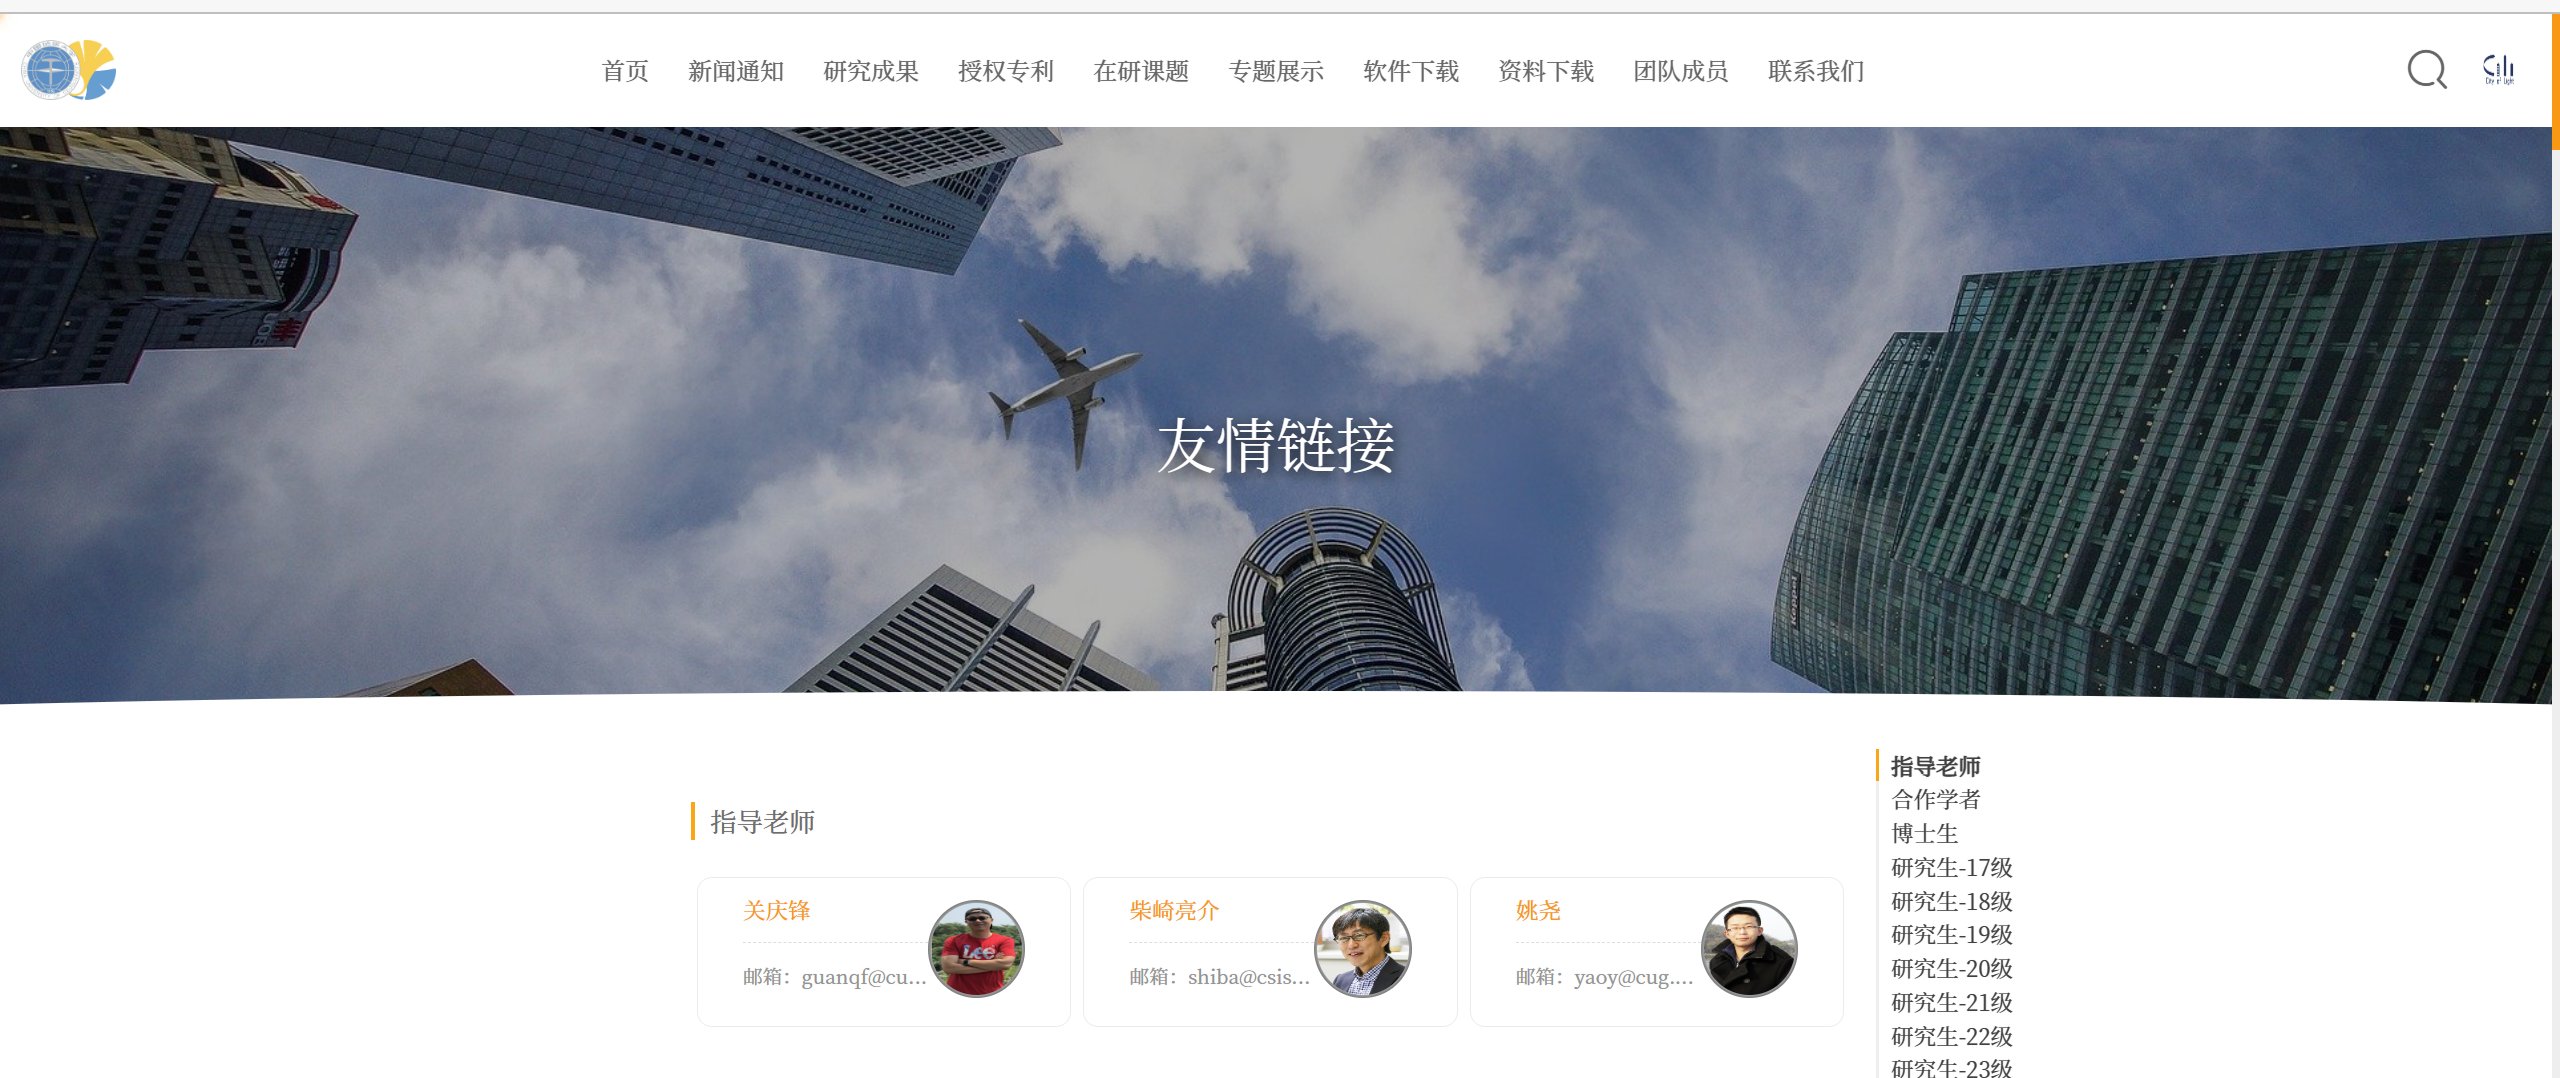 首页 新闻通知 研究成果 授权专利 在研课题 专题展示 软件下载 资料下载 团队成员 联系我们
City of Light
友情链接
指导老师
关庆锋
邮箱：guanqf@cu...
Lee
柴崎亮介
邮箱：shiba@csis...
姚尧
邮箱：yaoy@cug....
指导老师
合作学者
博士生
研究生-17级
研究生-18级
研究生-19级
研究生-20级
研究生-21级
研究生-22级
研究生-23级